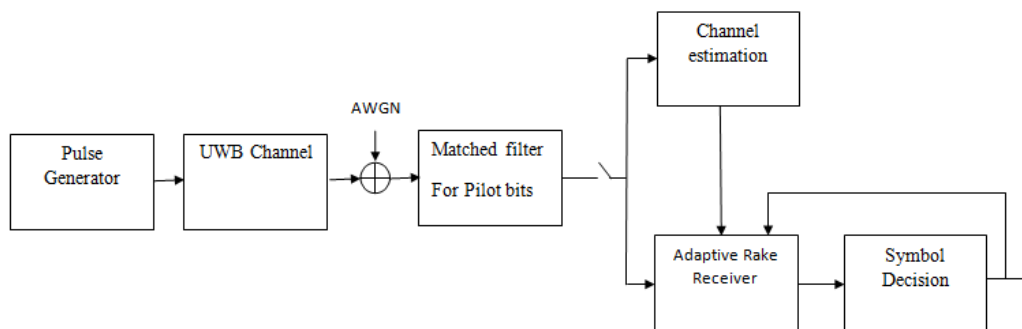 Channel
estimation
AWGN
Pulse
Generator
UWB Channel
Matched filter
For Pilot bits
Adaptive Rake
Receiver
Symbol
Decision